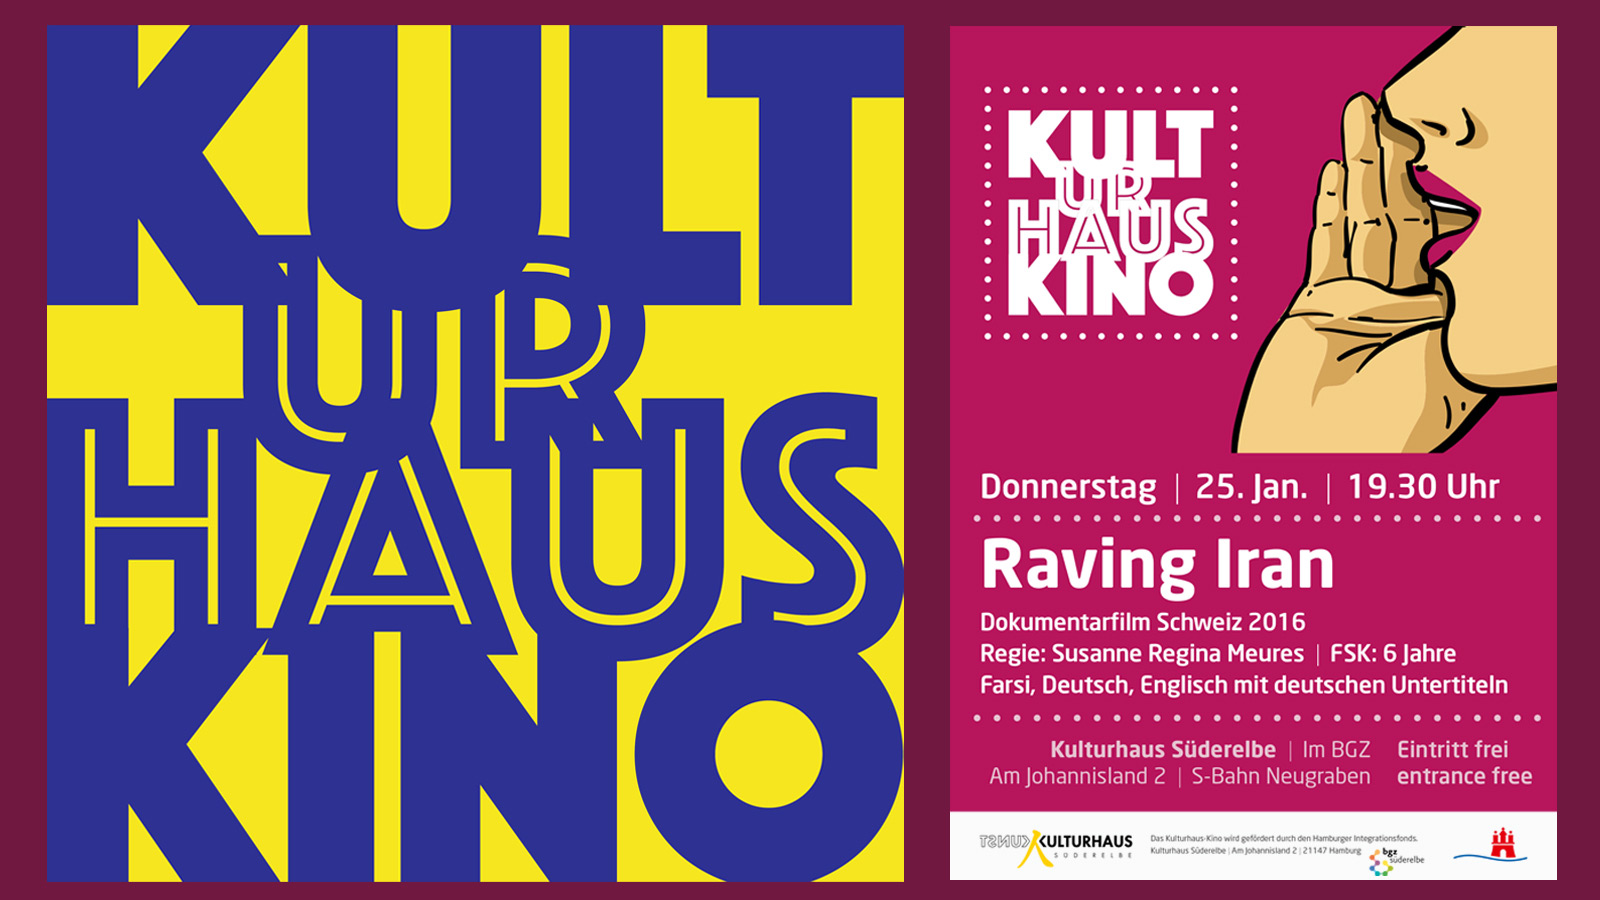 KULT
UR
HAUS
KINO
KULT
UR
HAUS
KINO
Donnerstag | 25. Jan. | 19.30 Uhr
Raving Iran
Dokumentarfilm Schweiz 2016
Regie: Susanne Regina Meures | FSK: 6 Jahre
Farsi, Deutsch, Englisch mit deutschen Untertiteln
Kulturhaus Süderelbe | Im BGZ
Am Johannisland 2 | S-Bahn Neugraben
Eintritt frei
entrance free
KUNST KULTURHAUS
SÜDERELBE
Das Kulturhaus-Kino wird gefördert durch den Hamburger Integrationsfonds.
Kulturhaus Süderelbe | Am Johannisland 2 | 21147 Hamburg
bgz
süderelbe